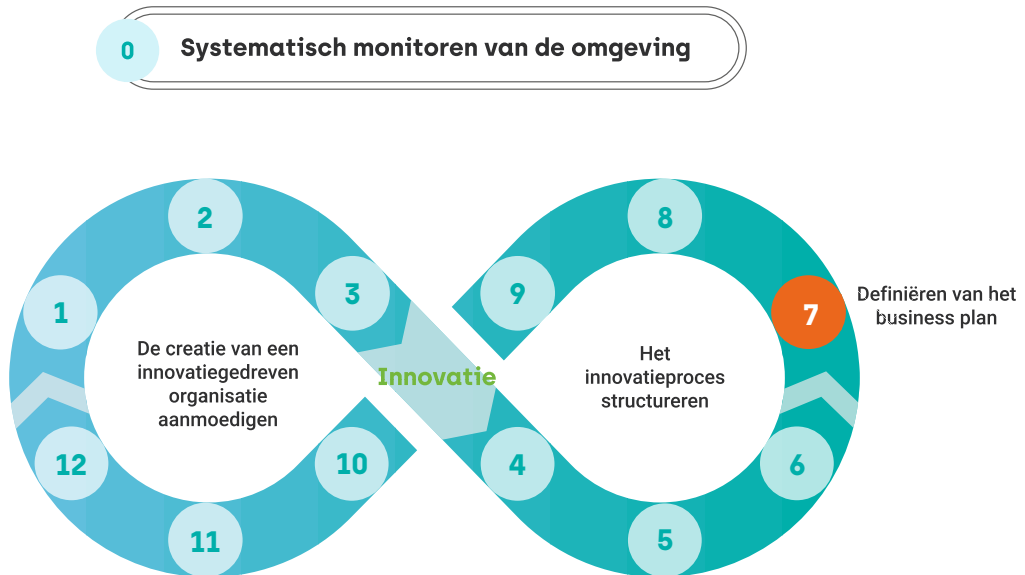 0
Systematisch monitoren van de omgeving
2
8
3
9
1
7
Definiëren van het
business plan
De creatie van een
innovatiegedreven
organisatie
aanmoedigen
Innovatie
Het
innovatieproces
structureren
12
10
4
6
11
5